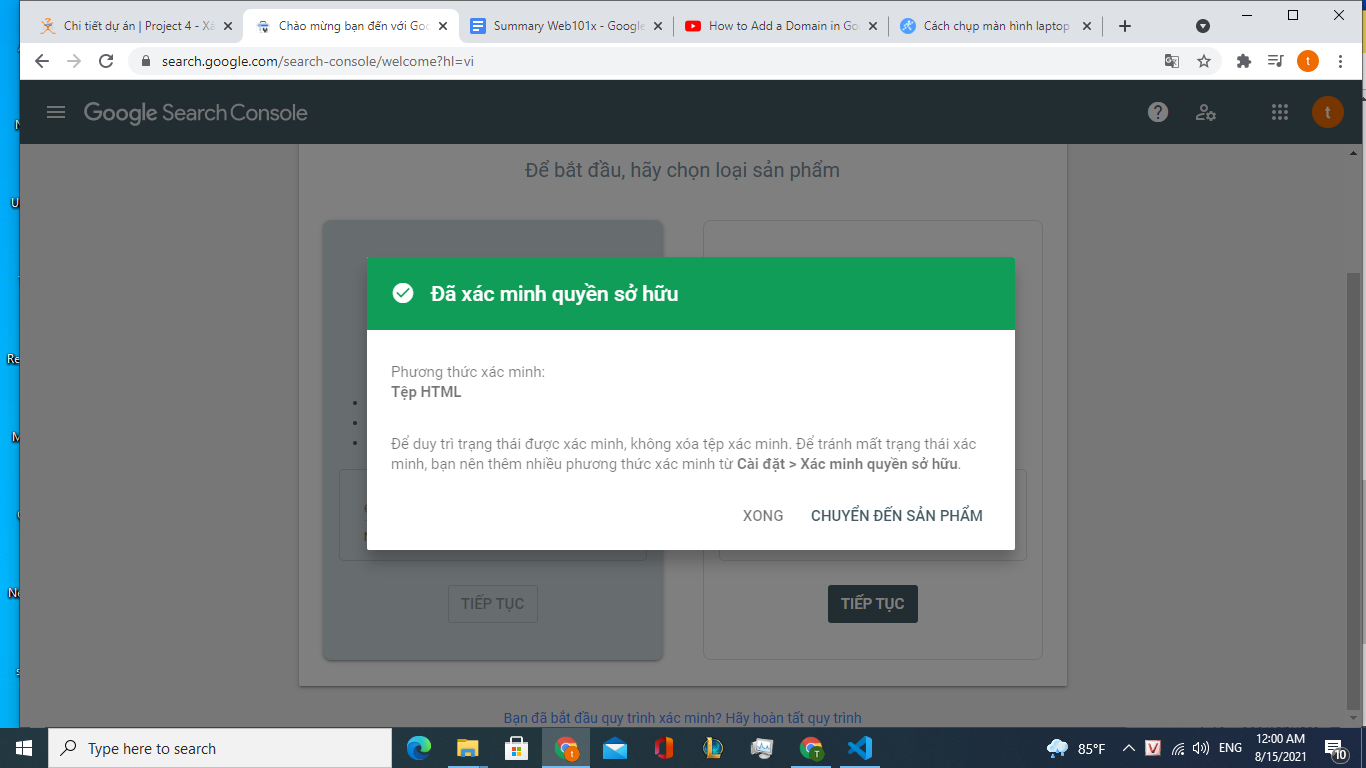 Chi tiết dự án | Project 4 - Xâ
Chào mừng bạn đến với Goo
Summary Web101x - Google
How to Add a Domain in Go
Cách chụp màn hình laptop
search.google.com/search-console/welcome?hl=vi
t
Google Search Console
t
Để bắt đầu, hãy chọn loại sản phẩm
Đã xác minh quyền sở hữu
Phương thức xác minh:
Tệp HTML
Để duy trì trạng thái được xác minh, không xóa tệp xác minh. Để tránh mất trạng thái xác
minh, bạn nên thêm nhiều phương thức xác minh từ Cài đặt > Xác minh quyền sở hữu.
XONG
CHUYỂN ĐẾN SẢN PHẨM
TIẾP TỤC
TIẾP TỤC
Bạn đã bắt đầu quy trình xác minh? Hãy hoàn tất quy trình
Type here to search
85°F
ENG
12:00 AM
8/15/2021
10